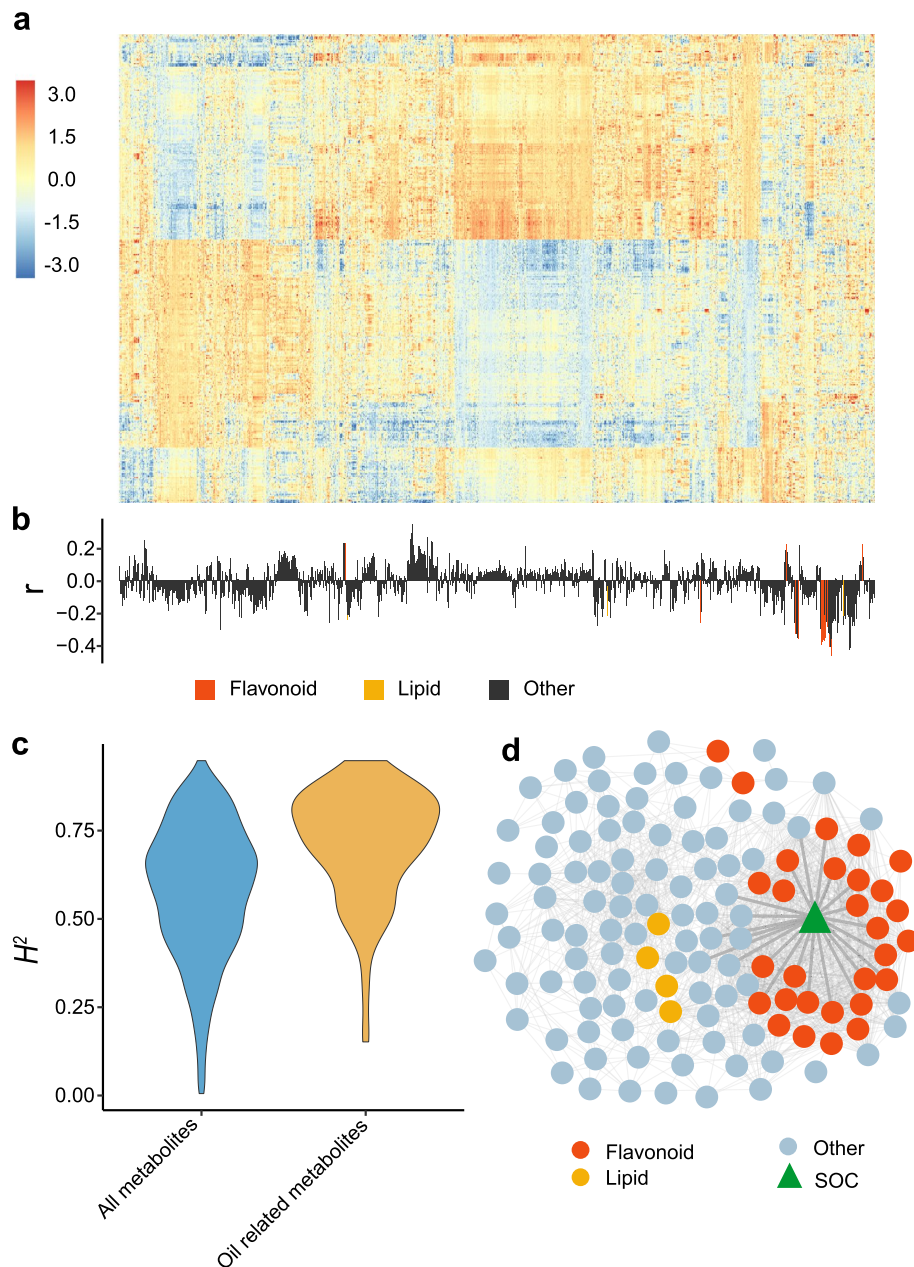 a
3.0
1.5
0.0
-1.5
-3.0
b
0.2
0.0
−0.2
−0.4
r
Flavonoid
Lipid
Other
c
d
0.75
0.50
0.25
0.00
H²
All metabolites
Oil related metabolites
Flavonoid
Lipid
Other
SOC